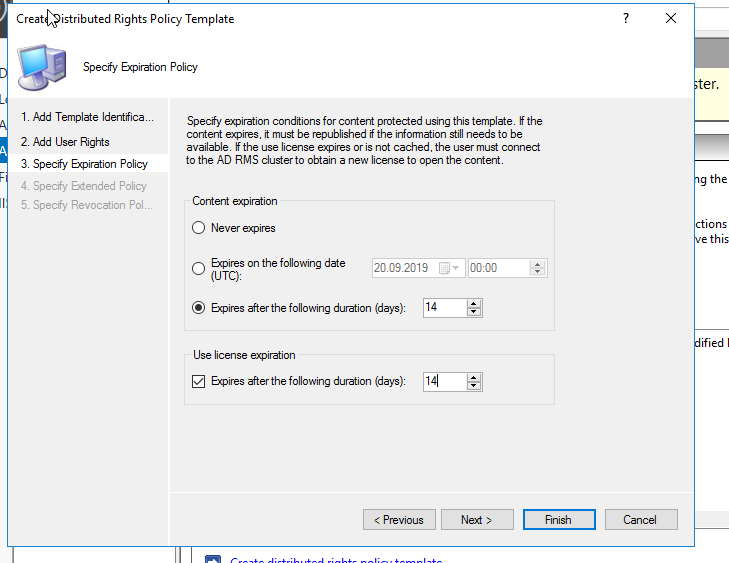 Create Distributed Rights Policy Template
?
Specify Expiration Policy
1. Add Template Identifica...
2. Add User Rights
3. Specify Expiration Policy
4. Specify Extended Policy
5. Specify Revocation Pol...
Specify expiration conditions for content protected using this template. If the
content expires, it must be republished if the information still needs to be
available. If the use license expires or is not cached, the user must connect
to the AD RMS cluster to obtain a new license to open the content.
Content expiration
Never expires
Expires on the following date
(UTC):
20.09.2019
00:00
Expires after the following duration (days):
14
Use license expiration
Expires after the following duration (days):
14
< Previous
Next >
Finish
Cancel
ster.
ng the
ctions
ve this
dified
Create distributed rights policy template